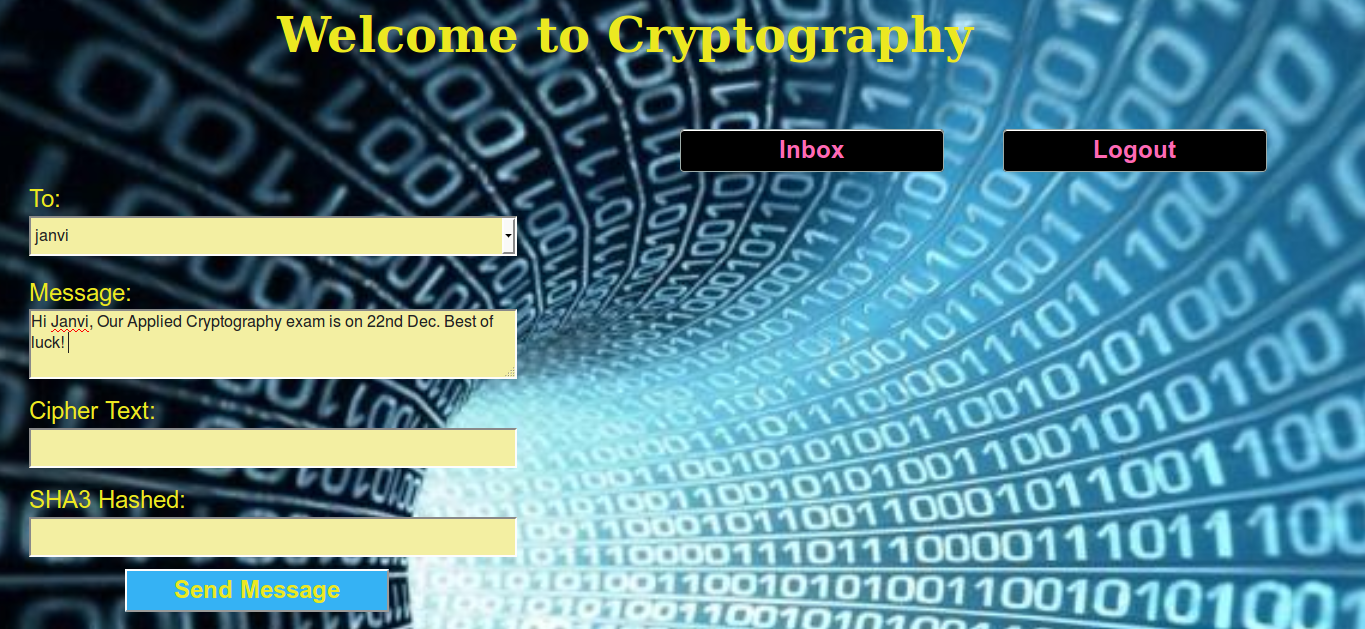 Welcome to Cryptography
Inbox
Logout
To:
janvi
Message:
Hi Janvi, Our Applied Cryptography exam is on 22nd Dec. Best of
luck!
Cipher Text:
SHA3 Hashed:
Send Message